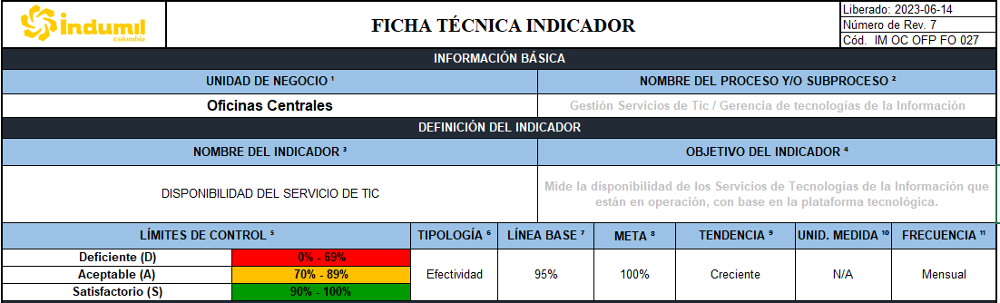 indumil
Colombia
FICHA TÉCNICA INDICADOR
Liberado: 2023-06-14
Número de Rev. 7
Cód. IM OC OFP FO 027
INFORMACIÓN BÁSICA
UNIDAD DE NEGOCIO ¹
NOMBRE DEL PROCESO Y/O SUBPROCESO ²
Oficinas Centrales
Gestión Servicios de Tic / Gerencia de tecnologías de la Información
DEFINICIÓN DEL INDICADOR
NOMBRE DEL INDICADOR ³
OBJETIVO DEL INDICADOR ⁴
DISPONIBILIDAD DEL SERVICIO DE TIC
Mide la disponibilidad de los Servicios de Tecnologías de la Información que
están en operación, con base en la plataforma tecnológica.
LÍMITES DE CONTROL ⁵
TIPOLOGÍA ⁶
LÍNEA BASE ⁷
META ⁸
TENDENCIA ⁹
UNID. MEDIDA ¹⁰
FRECUENCIA ¹¹
Deficiente (D)
0% - 69%
Aceptable (A)
70% - 89%
Satisfactorio (S)
90% - 100%
Efectividad
95%
100%
Creciente
N/A
Mensual